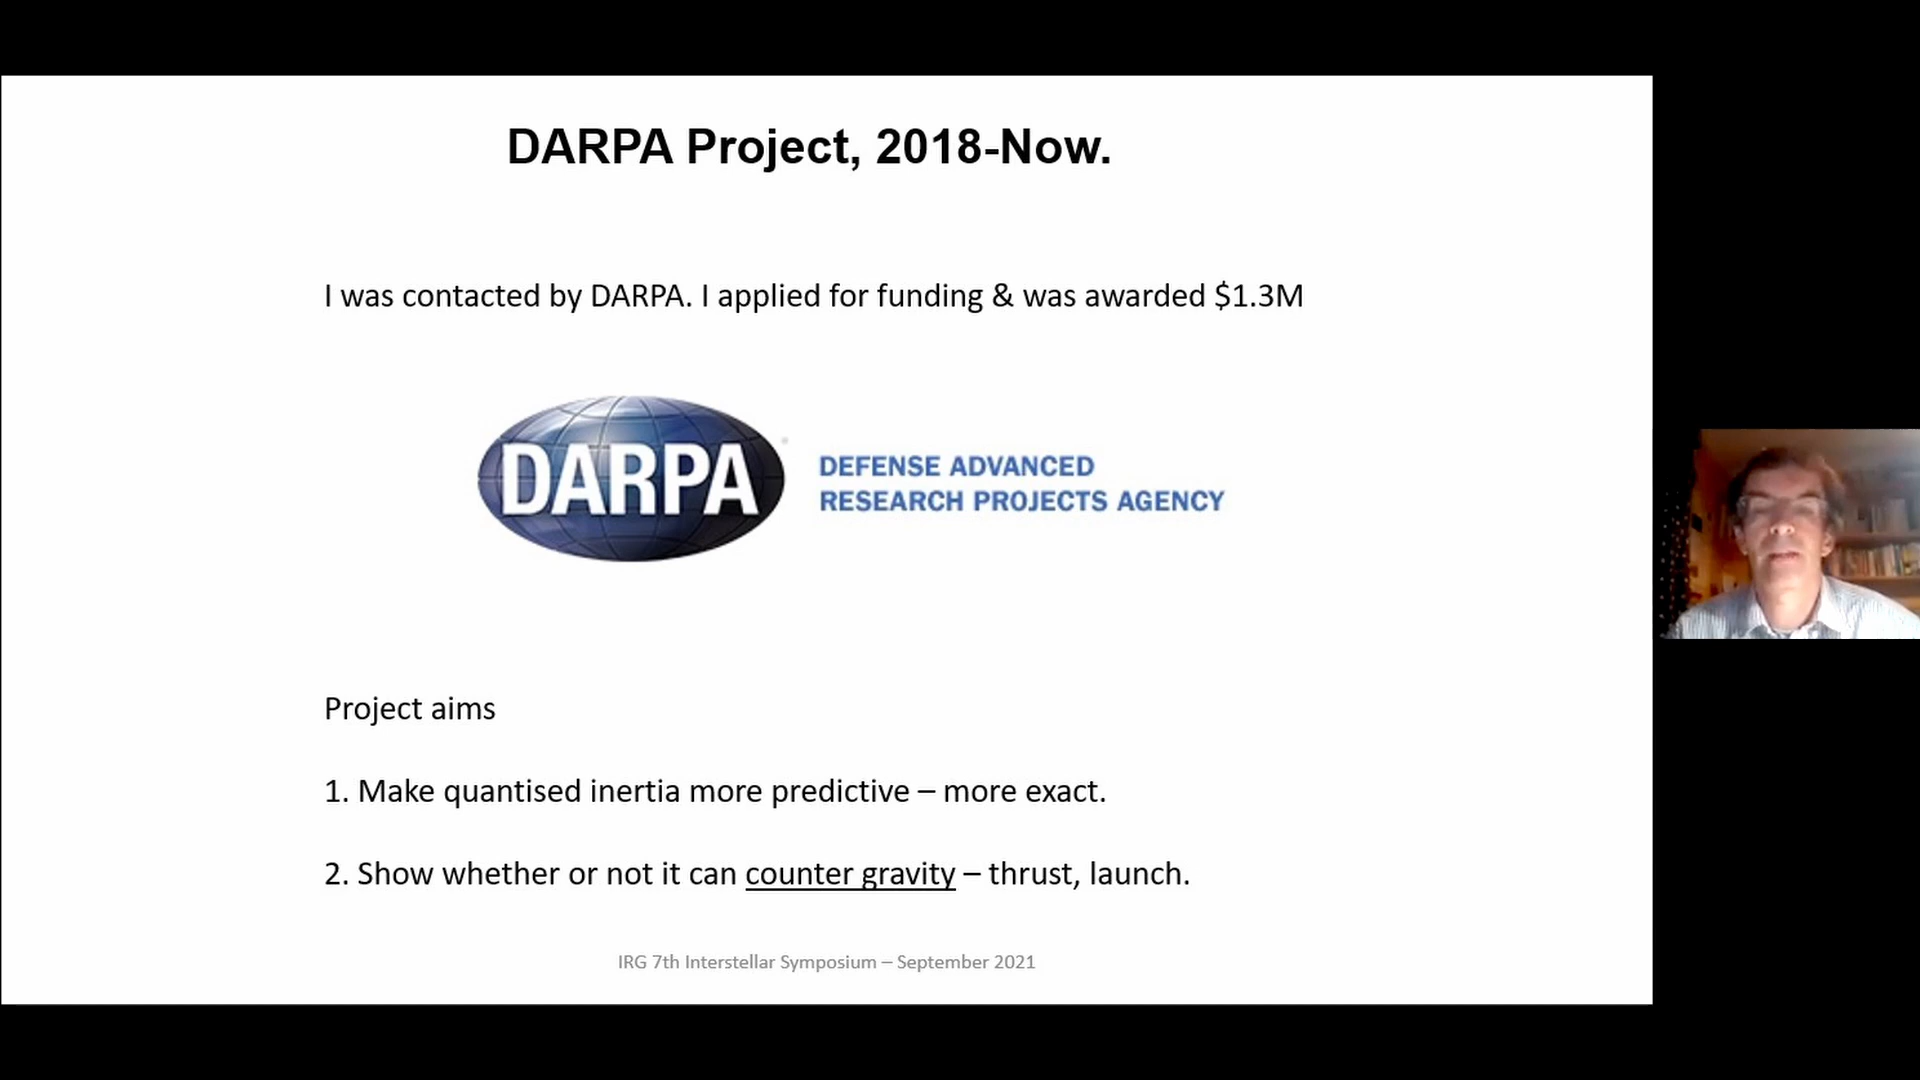 DARPA Project, 2018-Now.
I was contacted by DARPA. I applied for funding & was awarded $1.3M
DARPA
DEFENSE ADVANCED
RESEARCH PROJECTS AGENCY
Project aims
1. Make quantised inertia more predictive – more exact.
2. Show whether or not it can counter gravity – thrust, launch.
IRG 7th Interstellar Symposium – September 2021